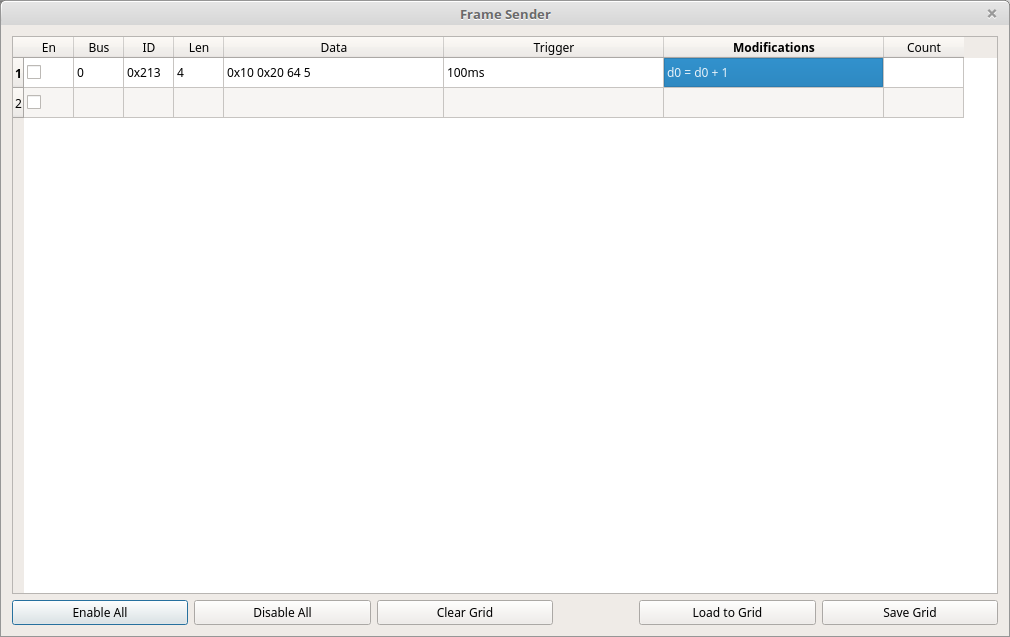 Frame Sender
En Bus ID Len Data Trigger Modifications Count
1 0 0x213 4 0x10 0x20 64 5 100ms d0 = d0 + 1
2
Enable All Disable All Clear Grid Load to Grid Save Grid